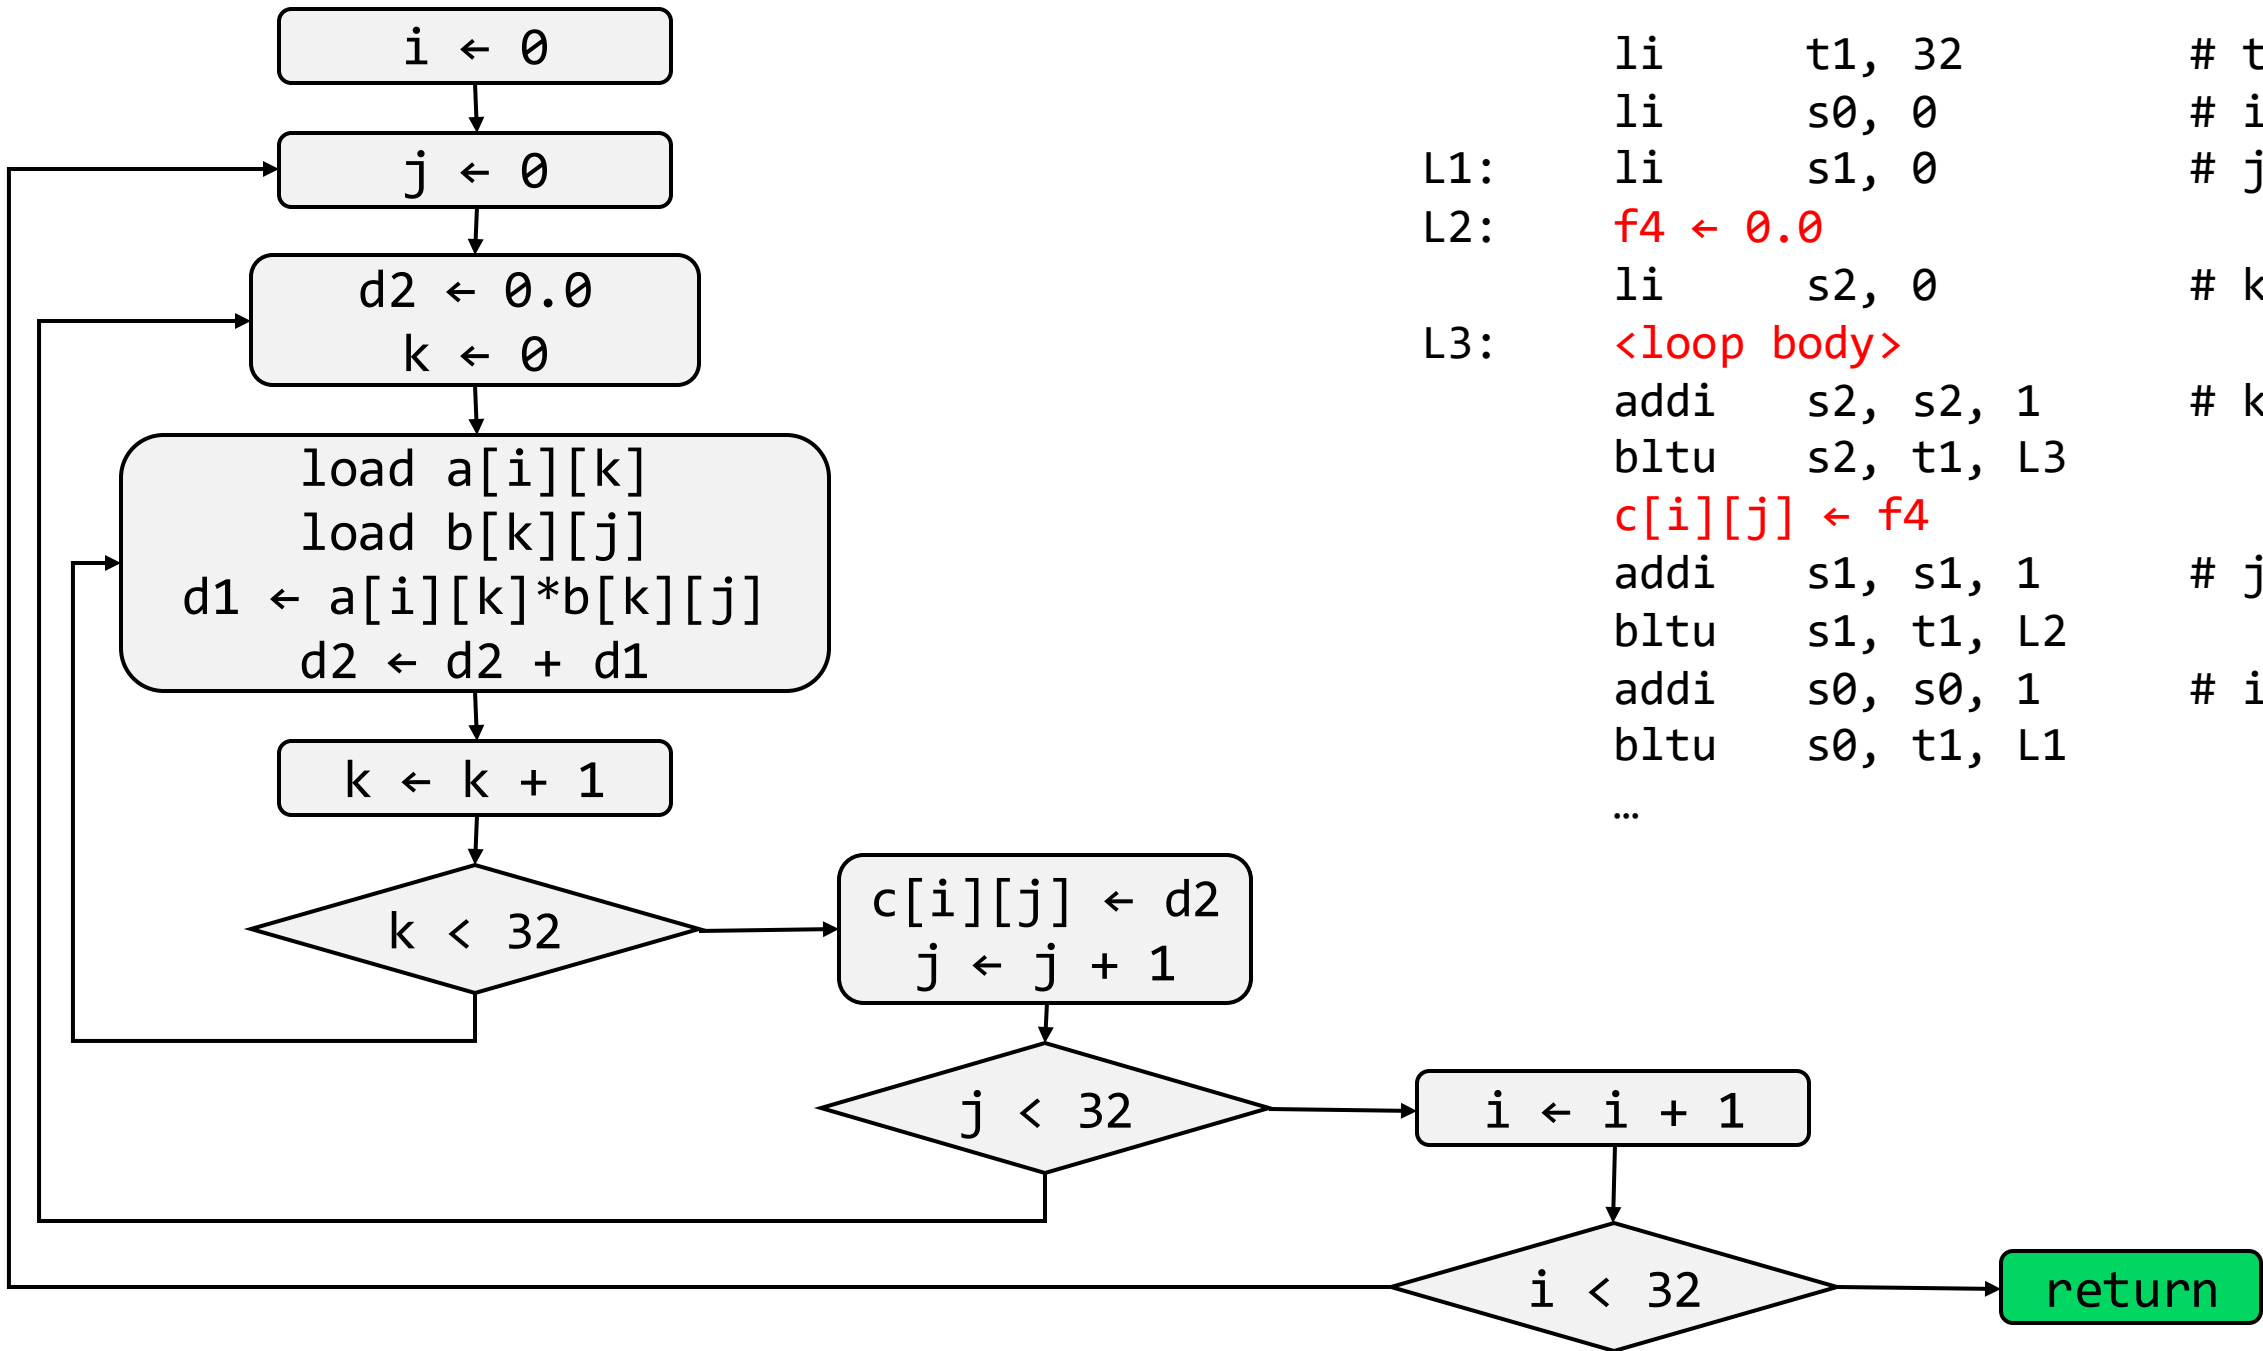 i ← 0
j ← 0
d2 ← 0.0
k ← 0
load a[i][k]
load b[k][j]
d1 ← a[i][k]*b[k][j]
d2 ← d2 + d1
k ← k + 1
k < 32
c[i][j] ← d2
j ← j + 1
j < 32
i ← i + 1
i < 32
return
li t1, 32 # t
li s0, 0 # i
L1: li s1, 0 # j
L2: f4 ← 0.0
li s2, 0 # k
L3: <loop body>
addi s2, s2, 1 # k
bltu s2, t1, L3
c[i][j] ← f4
addi s1, s1, 1 # j
bltu s1, t1, L2
addi s0, s0, 1 # i
bltu s0, t1, L1
…